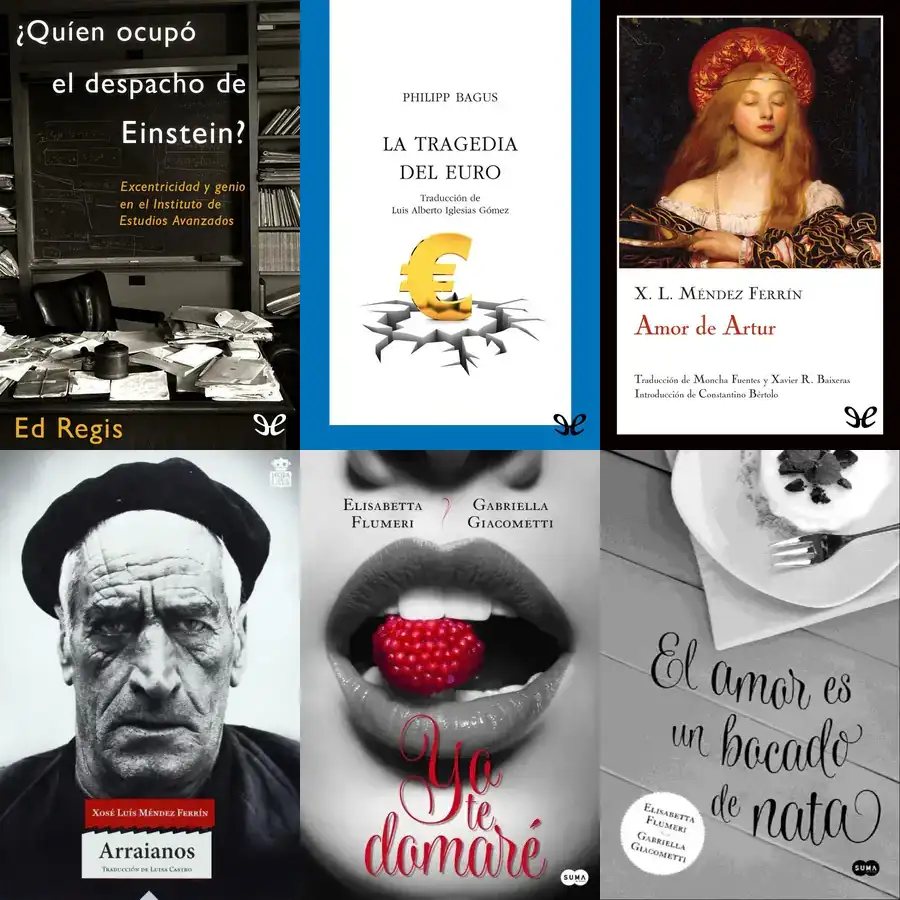 ¿Quíen ocupó
el despacho de
Einstein?
Excentricidad y genio
en el Instituto de
Estudios Avanzados
Ed Regis
PHILIPP BAGUS
LA TRAGEDIA
DEL EURO
Traducción de
Luis Alberto Iglesias Gómez
X. L. MÉNDEZ FERRÍN
Amor de Artur
Traducción de Moncha Fuentes y Xavier R. Baixeras
Introducción de Constantino Bértolo
XOSÉ LUÍS MÉNDEZ FERRÍN
Arraianos
TRADUCCIÓN DE LUISA CASTRO
ELISABETTA
FLUMERI
GABRIELLA
GIACOMETTI
Yo
te
domaré
SUMA
El amor es
un bocado
de nata
ELISABETTA
FLUMERI
GABRIELLA
GIACOMETTI
SUMA